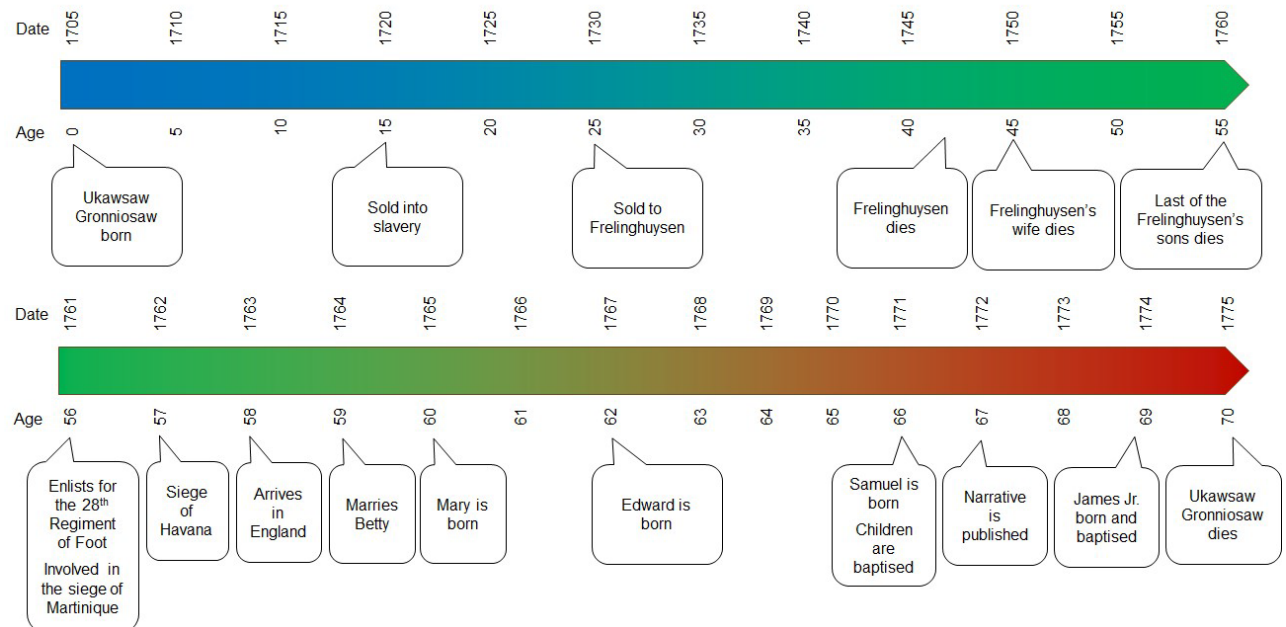 Date 1705 1710 1715 1720 1725 1730 1735 1740 1745 1750 1755 1760
Age 0 5 10 15 20 25 30 35 40 45 50 55
Ukawsaw
Gronniosaw
born
Sold into
slavery
Sold to
Frelinghuysen
Frelinghuysen
dies
Frelinghuysen's
wife dies
Last of the
Frelinghuysen's
sons dies
Date 1761 1762 1763 1764 1765 1766 1767 1768 1769 1770 1771 1772 1773 1774 1775
Age 56 57 58 59 60 61 62 63 64 65 66 67 68 69 70
Enlists for
the 28th
Regiment
of Foot
Involved in
the siege of
Martinique
Siege
of
Havana
Arrives
in
England
Marries
Betty
Mary is
born
Edward is
born
Samuel is
born
Children
are
baptised
Narrative
is
published
James Jr.
born and
baptised
Ukawsaw
Gronniosaw
dies